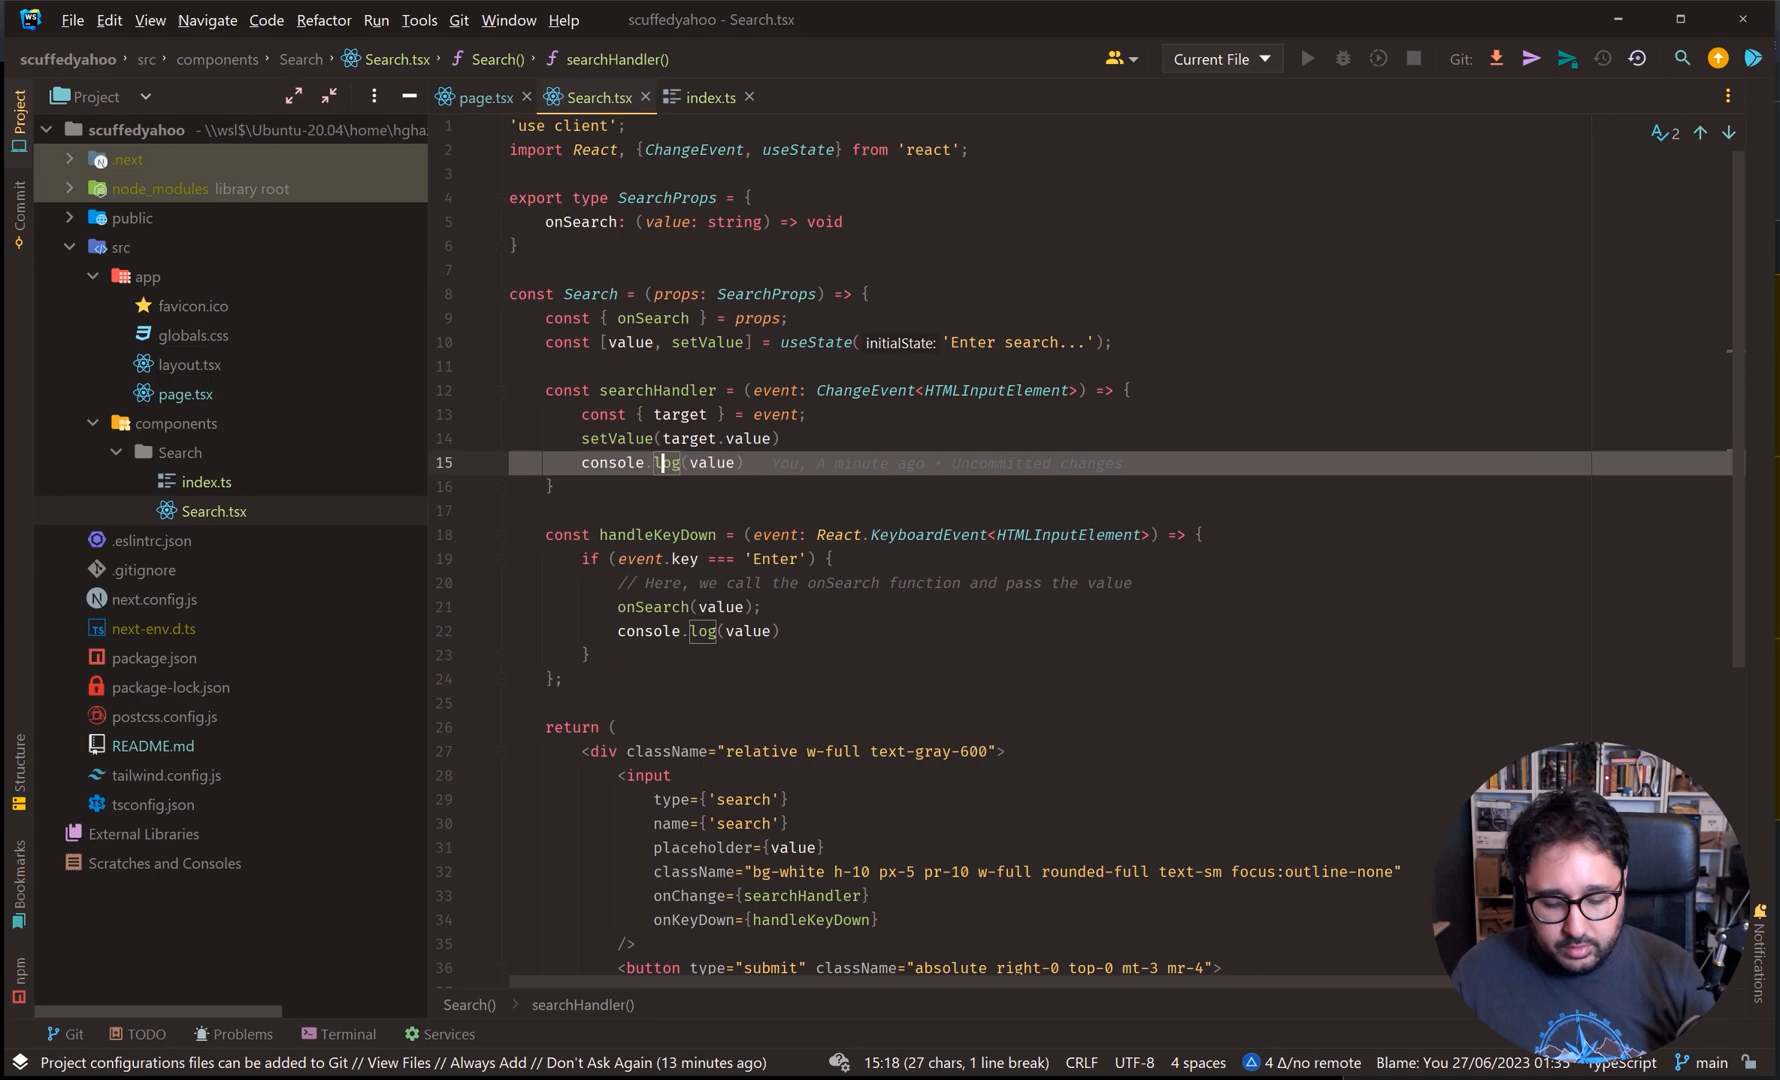 WS File Edit View Navigate Code Refactor Run Tools Git Window Help scuffedyahoo - Search.tsx
scuffedyahoo src components Search Search.tsx Search() searchHandler() Current File Git:
Project page.tsx Search.tsx index.ts
scuffedyahoo - \\wsl$\Ubuntu-20.04\home\hgha
.next
node_modules library root
public
src
app
favicon.ico
globals.css
layout.tsx
page.tsx
components
Search
index.ts
Search.tsx
.eslintrc.json
.gitignore
next.config.js
next-env.d.ts
package.json
package-lock.json
postcss.config.js
README.md
tailwind.config.js
tsconfig.json
External Libraries
Scratches and Consoles
Project
Commit
Structure
Bookmarks
npm
1 'use client';
2 import React, {ChangeEvent, useState} from 'react';
3
4 export type SearchProps = {
5 onSearch: (value: string) => void
6 }
7
8 const Search = (props: SearchProps) => {
9 const { onSearch } = props;
10 const [value, setValue] = useState( initialState: 'Enter search...');
11
12 const searchHandler = (event: ChangeEvent<HTMLInputElement>) => {
13 const { target } = event;
14 setValue(target.value)
15 console.log(value) You, A minute ago • Uncommitted changes
16 }
17
18 const handleKeyDown = (event: React.KeyboardEvent<HTMLInputElement>) => {
19 if (event.key === 'Enter') {
20 // Here, we call the onSearch function and pass the value
21 onSearch(value);
22 console.log(value)
23 }
24 };
25
26 return (
27 <div className="relative w-full text-gray-600">
28 <input
29 type={'search'}
30 name={'search'}
31 placeholder={value}
32 className="bg-white h-10 px-5 pr-10 w-full rounded-full text-sm focus:outline-none"
33 onChange={searchHandler}
34 onKeyDown={handleKeyDown}
35 />
36 <button type="submit" className="absolute right-0 top-0 mt-3 mr-4">
2
Notifications
Search() searchHandler()
Git TODO Problems Terminal Services
Project configurations files can be added to Git // View Files // Always Add // Don't Ask Again (13 minutes ago) 15:18 (27 chars, 1 line break) CRLF UTF-8 4 spaces 4 Δ/no remote Blame: You 27/06/2023 01:35 TypeScript main